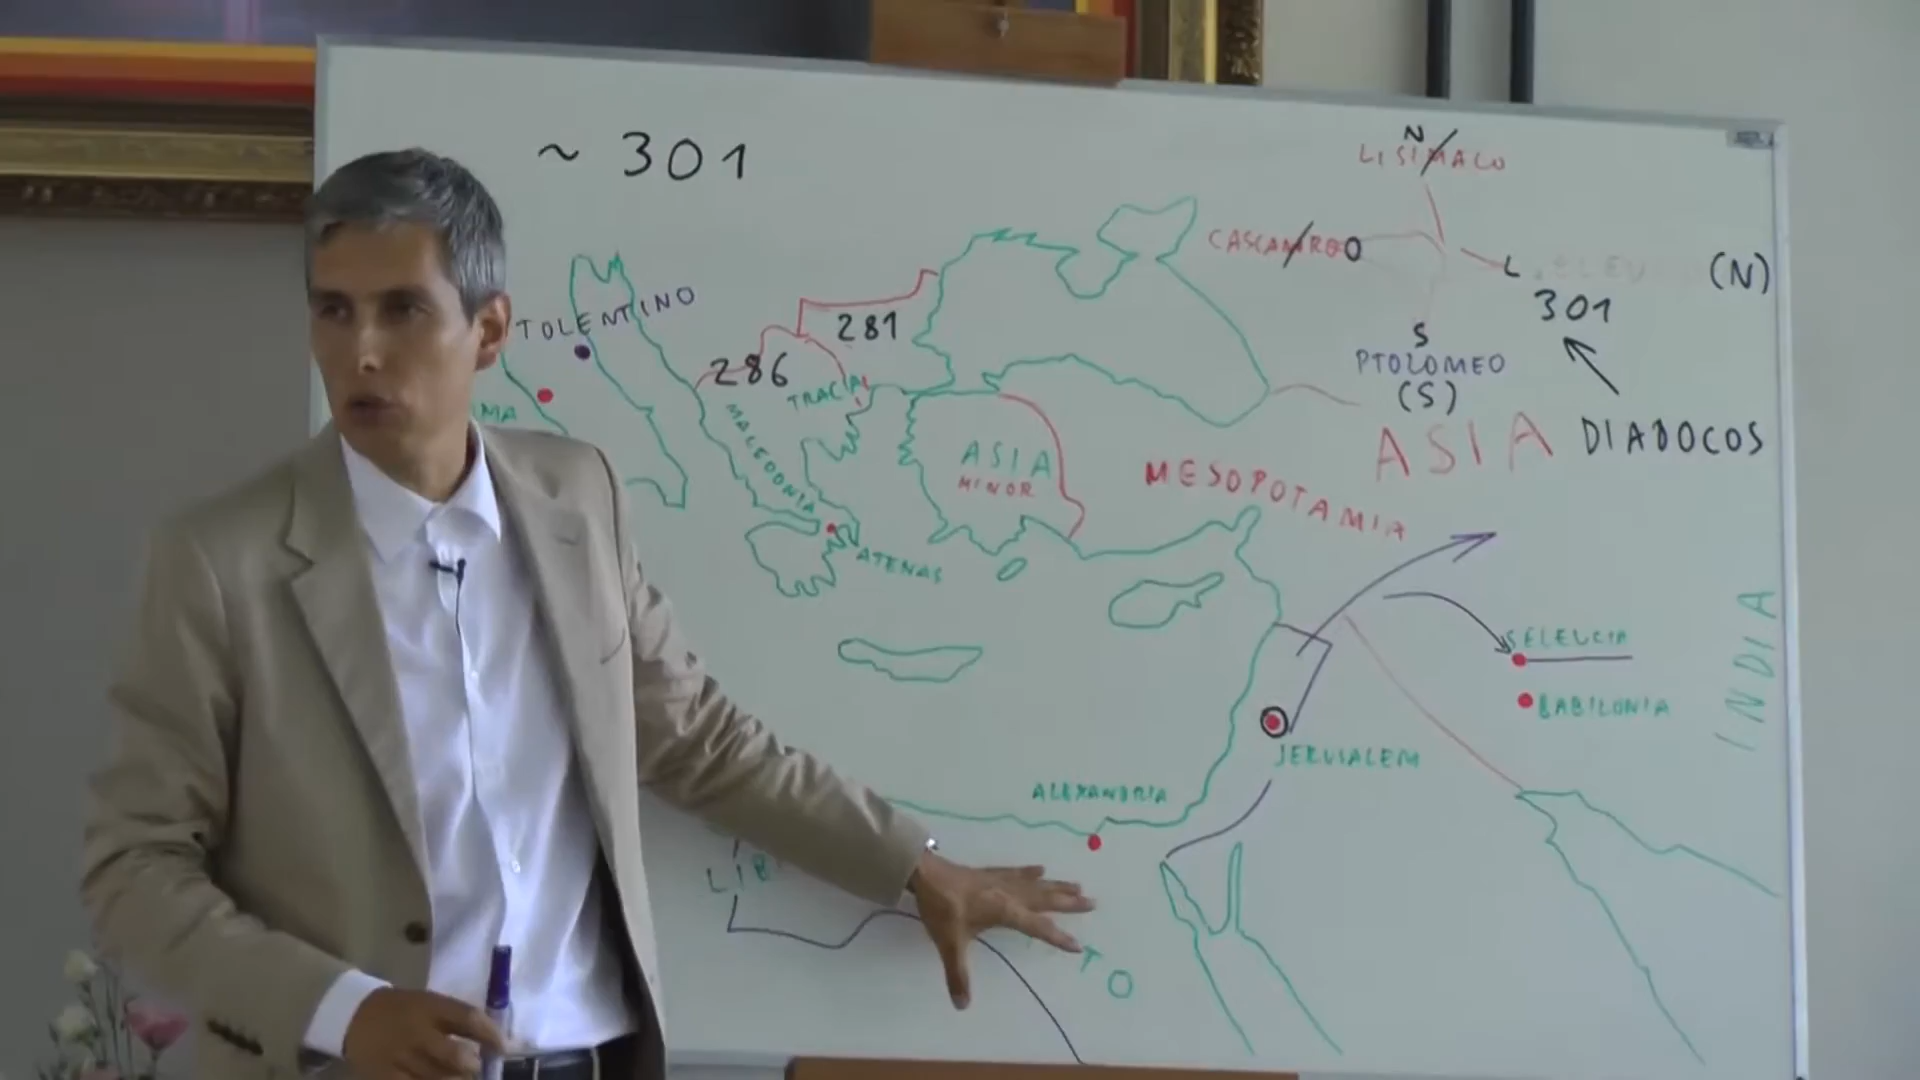 ~ 301
N
LISIMACO
CASCANRO O
L
(N)
301
TOLENTINO
281
S
PTOLOMEO
(S)
286
TRACIA
MACEDONIA
ASIA
MINOR
ASIA
DIADOCOS
MESOPOTAMIA
ATENAS
INDIA
SELEUCIA
BABILONIA
JERUSALEM
ALEXANDRIA